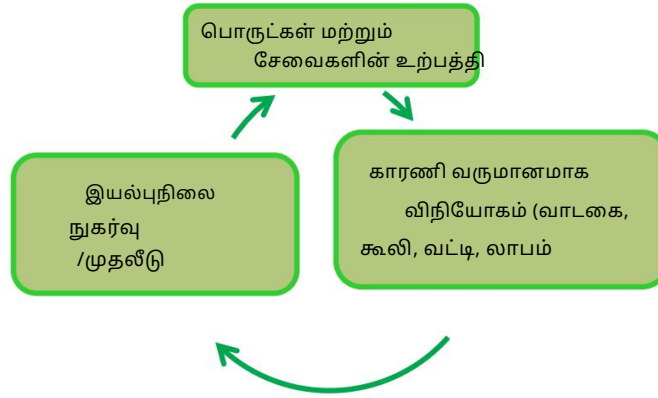 பொருட்கள் மற்றும்
சேவைகளின் உற்பத்தி
காரணி வருமானமாக
விநியோகம் (வாடகை,
கூலி, வட்டி, லாபம்
இயல்புநிலை
நுகர்வு
/முதலீடு